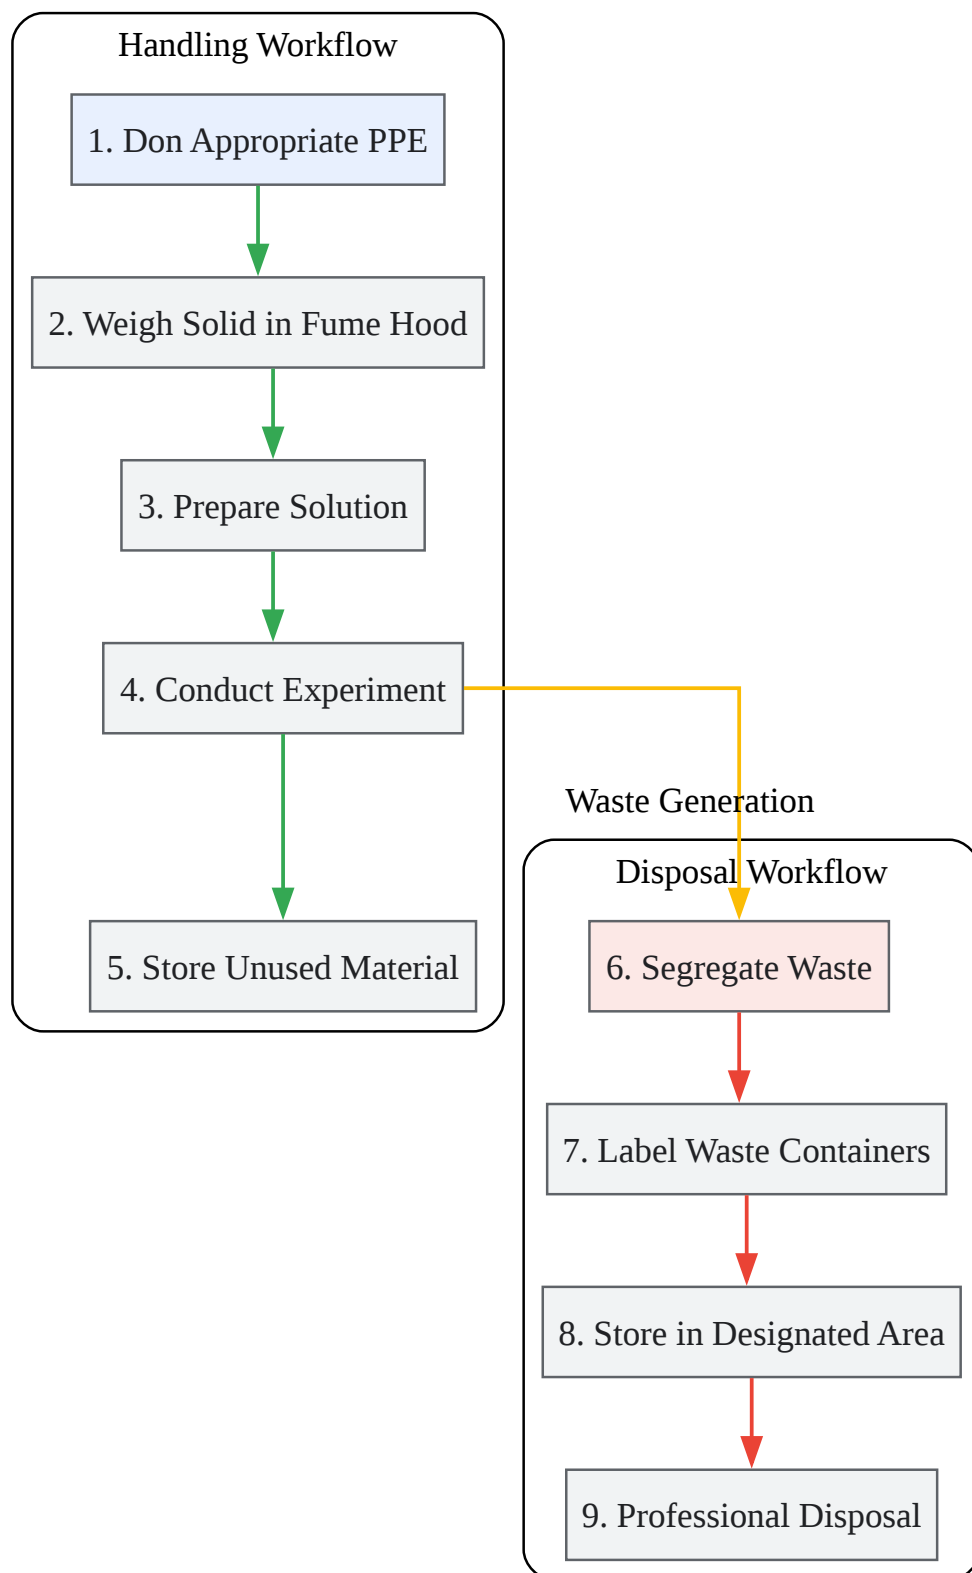 Handling Workflow
1. Don Appropriate PPE
2. Weigh Solid in Fume Hood
3. Prepare Solution
4. Conduct Experiment
5. Store Unused Material
Waste Generation
Disposal Workflow
6. Segregate Waste
7. Label Waste Containers
8. Store in Designated Area
9. Professional Disposal